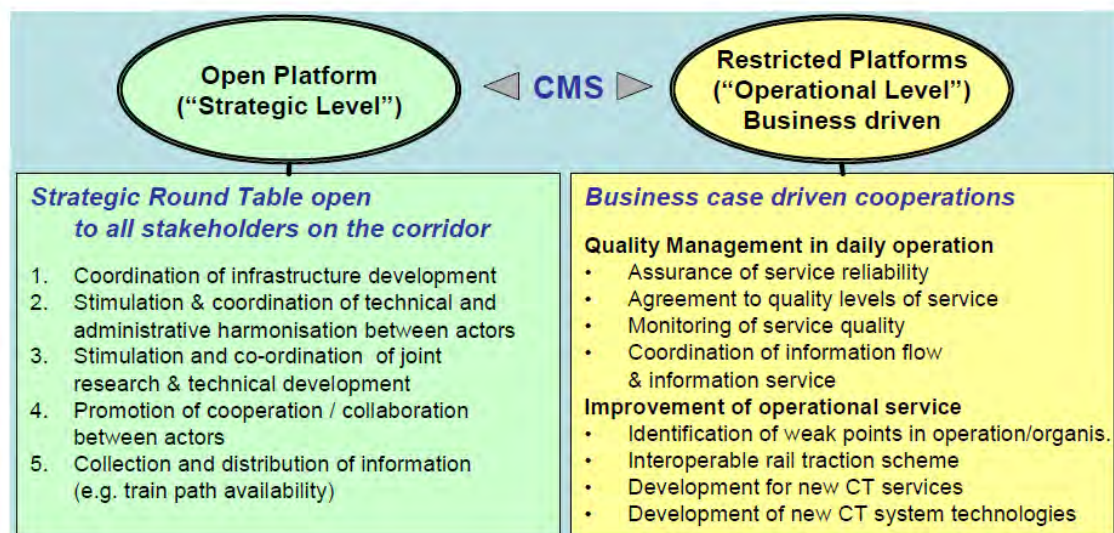 Open Platform
(“Strategic Level”)
CMS
Restricted Platforms
(“Operational Level”)
Business driven
Strategic Round Table open
to all stakeholders on the corridor
1. Coordination of infrastructure development
2. Stimulation & coordination of technical and
administrative harmonisation between actors
3. Stimulation and co-ordination of joint
research & technical development
4. Promotion of cooperation / collaboration
between actors
5. Collection and distribution of information
(e.g. train path availability)
Business case driven cooperations
Quality Management in daily operation
• Assurance of service reliability
• Agreement to quality levels of service
• Monitoring of service quality
• Coordination of information flow
& information service
Improvement of operational service
• Identification of weak points in operation/organis.
• Interoperable rail traction scheme
• Development for new CT services
• Development of new CT system technologies